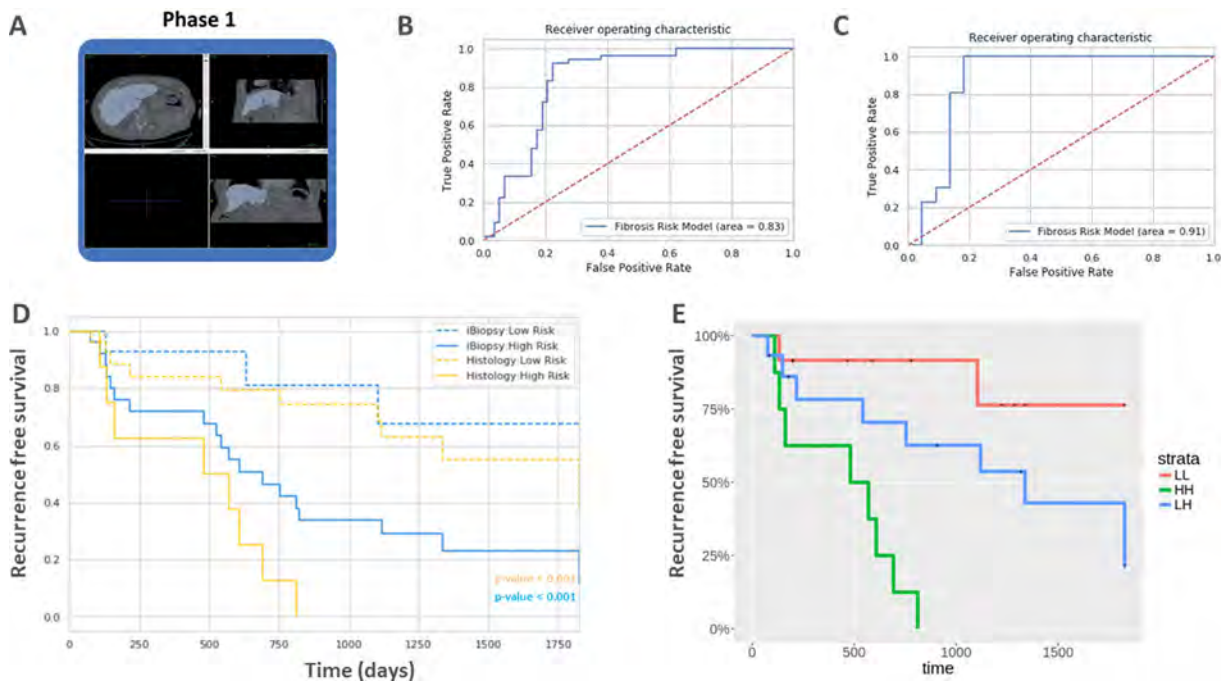 A
Phase 1
B
Receiver operating characteristic
True Positive Rate
1.0
0.8
0.6
0.4
0.2
0.0
0.0 0.2 0.4 0.6 0.8 1.0
False Positive Rate
Fibrosis Risk Model (area = 0.83)
C
Receiver operating characteristic
True Positive Rate
1.0
0.8
0.6
0.4
0.2
0.0
0.0 0.2 0.4 0.6 0.8 1.0
False Positive Rate
Fibrosis Risk Model (area = 0.91)
D
Recurrence free survival
1.0
0.8
0.6
0.4
0.2
0.0
iBiopsy:Low Risk
iBiopsy:High Risk
Histology:Low Risk
Histology:High Risk
p-value < 0.001
p-value < 0.001
0 250 500 750 1000 1250 1500 1750
Time (days)
E
Recurrence free survival
100%
75%
50%
25%
0%
0 500 1000 1500
time
strata
LL
HH
LH